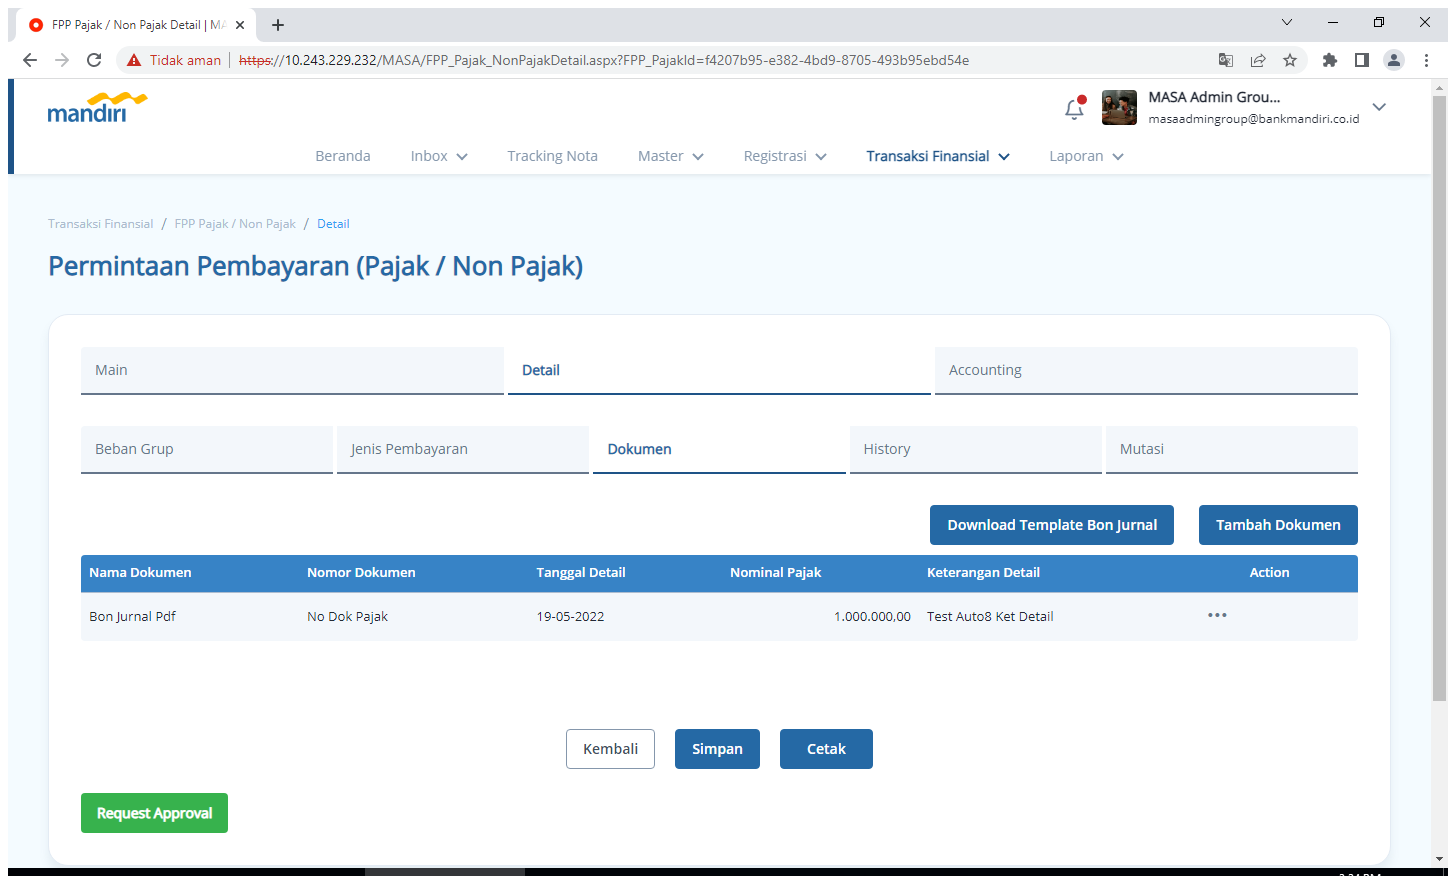 FPP Pajak / Non Pajak Detail | MA
Tidak aman | https://10.243.229.232/MASA/FPP_Pajak_NonPajakDetail.aspx?FPP_PajakId=f4207b95-e382-4bd9-8705-493b95ebd54e
mandiri
MASA Admin Grou...
masaadmingroup@bankmandiri.co.id
Beranda Inbox Tracking Nota Master Registrasi Transaksi Finansial Laporan
Transaksi Finansial / FPP Pajak / Non Pajak / Detail
Permintaan Pembayaran (Pajak / Non Pajak)
Main Detail Accounting
Beban Grup Jenis Pembayaran Dokumen History Mutasi
Download Template Bon Jurnal Tambah Dokumen
Nama Dokumen Nomor Dokumen Tanggal Detail Nominal Pajak Keterangan Detail Action
Bon Jurnal Pdf No Dok Pajak 19-05-2022 1.000.000,00 Test Auto8 Ket Detail •••
Kembali Simpan Cetak
Request Approval